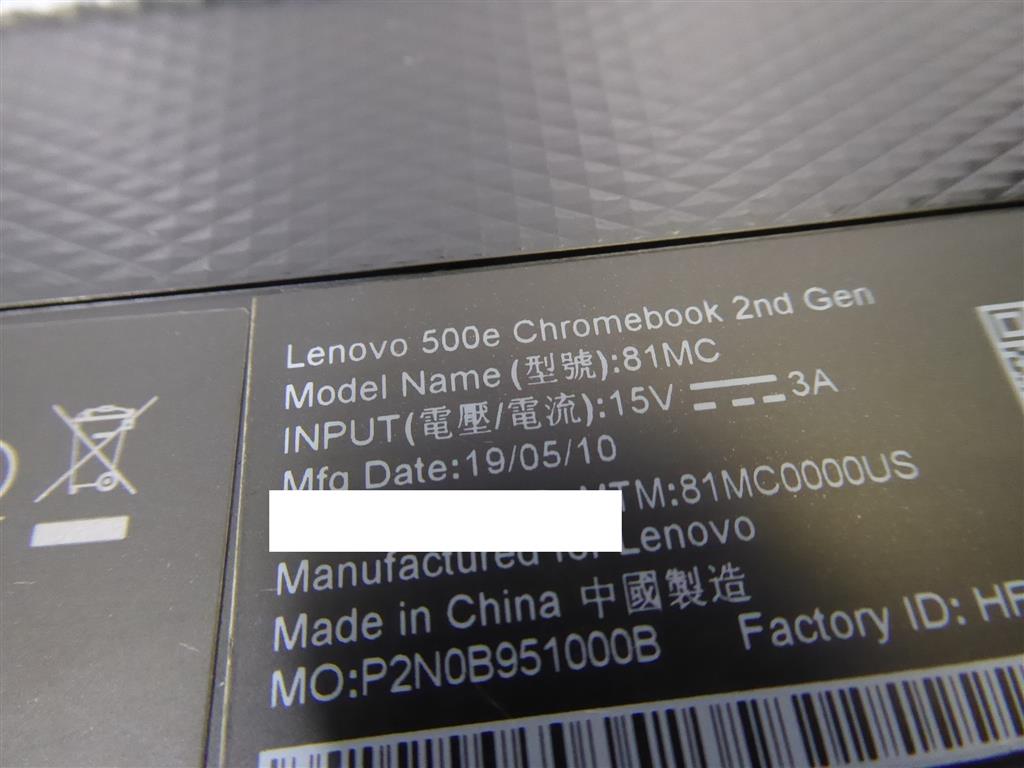 Lenovo 500e Chromebook 2nd Gen
Model Name (型號):81MC
INPUT(電壓/電流):15V ⎓ 3A
Mfg Date:19/05/10
MTM:81MC0000US
Manufactured for Lenovo
Made in China 中國製造
MO:P2N0B951000B Factory ID: HF